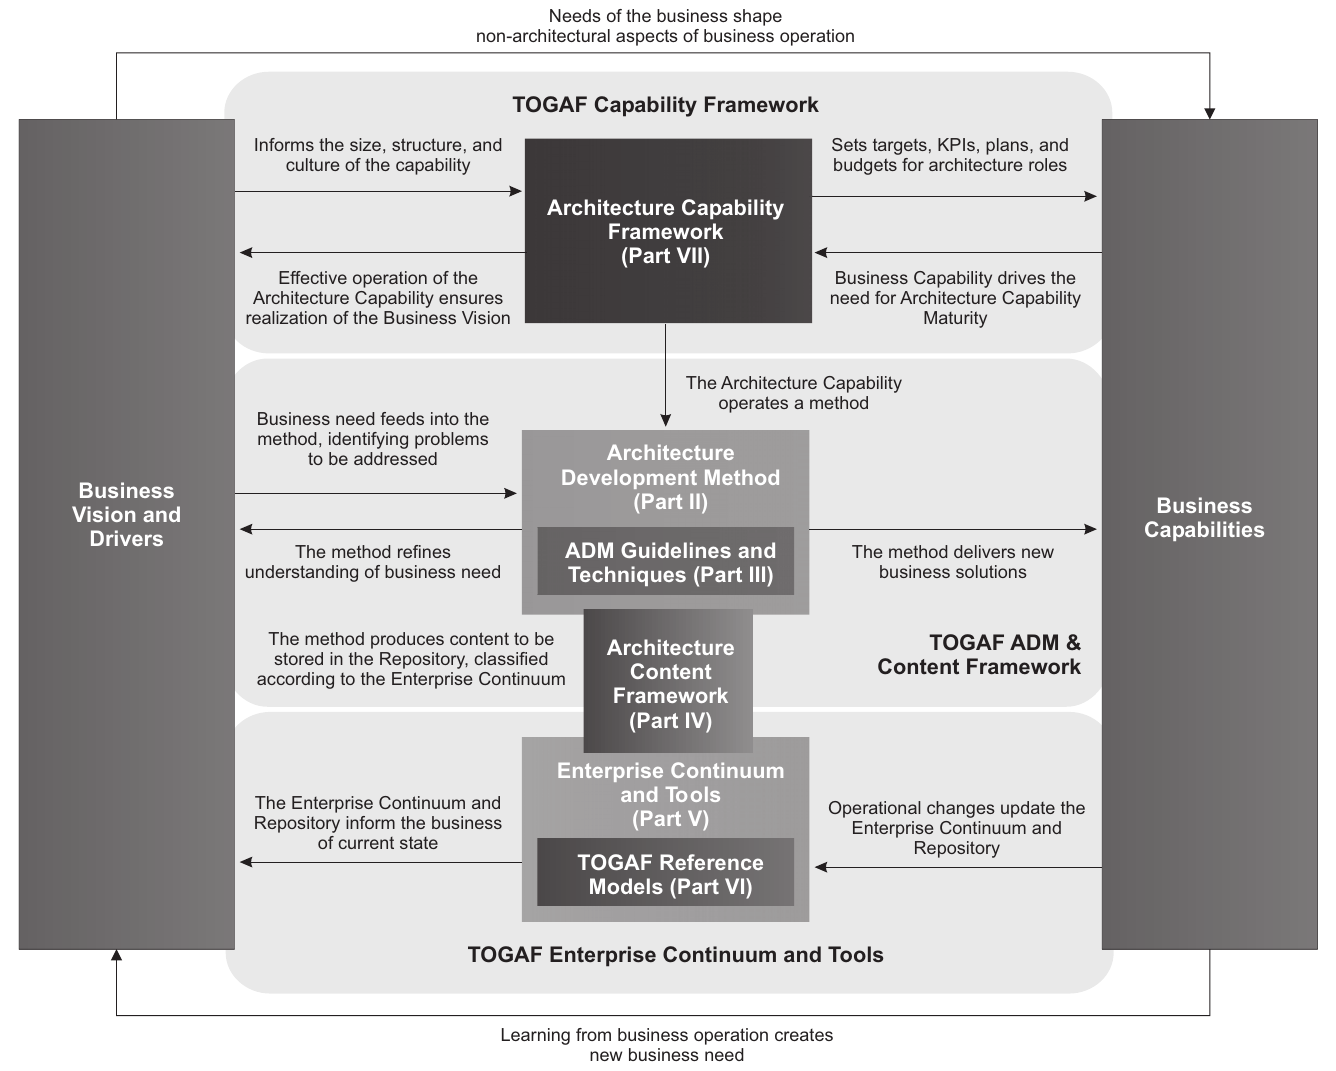 Needs of the business shape
non-architectural aspects of business operation
TOGAF Capability Framework
Informs the size, structure, and
culture of the capability
Architecture Capability
Framework
(Part VII)
Sets targets, KPIs, plans, and
budgets for architecture roles
Effective operation of the
Architecture Capability ensures
realization of the Business Vision
Business Capability drives the
need for Architecture Capability
Maturity
The Architecture Capability
operates a method
Business need feeds into the
method, identifying problems
to be addressed
Business
Vision and
Drivers
Architecture
Development Method
(Part II)
ADM Guidelines and
Techniques (Part III)
Business
Capabilities
The method refines
understanding of business need
The method delivers new
business solutions
The method produces content to be
stored in the Repository, classified
according to the Enterprise Continuum
Architecture
Content
Framework
(Part IV)
TOGAF ADM &
Content Framework
Enterprise Continuum
and Tools
(Part V)
TOGAF Reference
Models (Part VI)
The Enterprise Continuum and
Repository inform the business
of current state
Operational changes update the
Enterprise Continuum and
Repository
TOGAF Enterprise Continuum and Tools
Learning from business operation creates
new business need